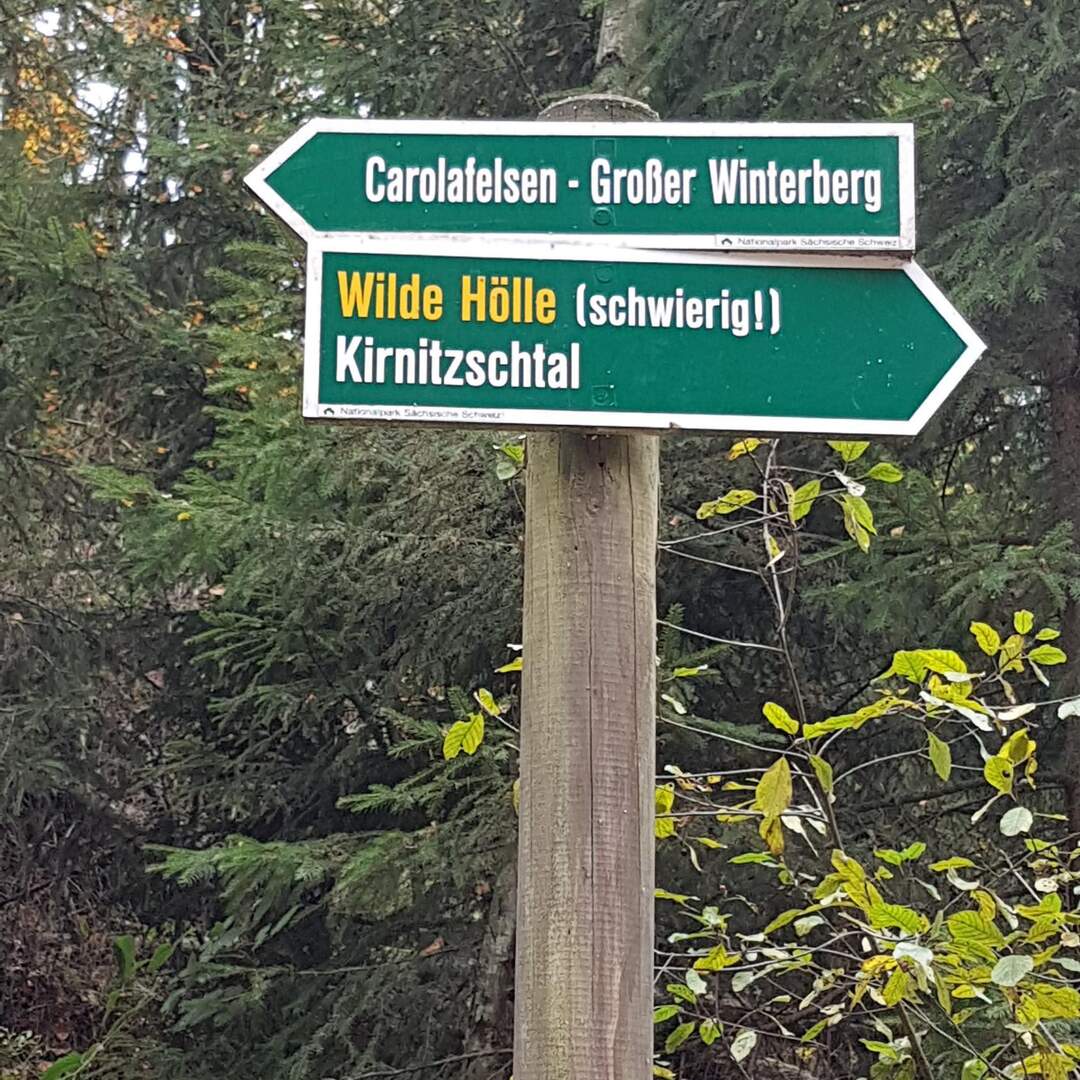 Carolafelsen - Großer Winterberg
Nationalpark Sächsische Schweiz
Wilde Hölle (schwierig!)
Kirnitzschtal
Nationalpark Sächsische Schweiz